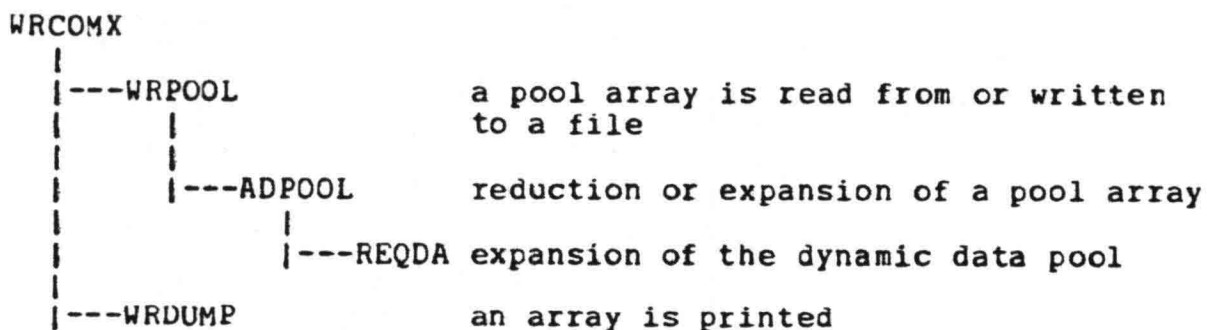 WRCOMX
|
|---WRPOOL a pool array is read from or written
| | to a file
| |
| |---ADPOOL reduction or expansion of a pool array
| |
| |---REQDA expansion of the dynamic data pool
|
|---WRDUMP an array is printed